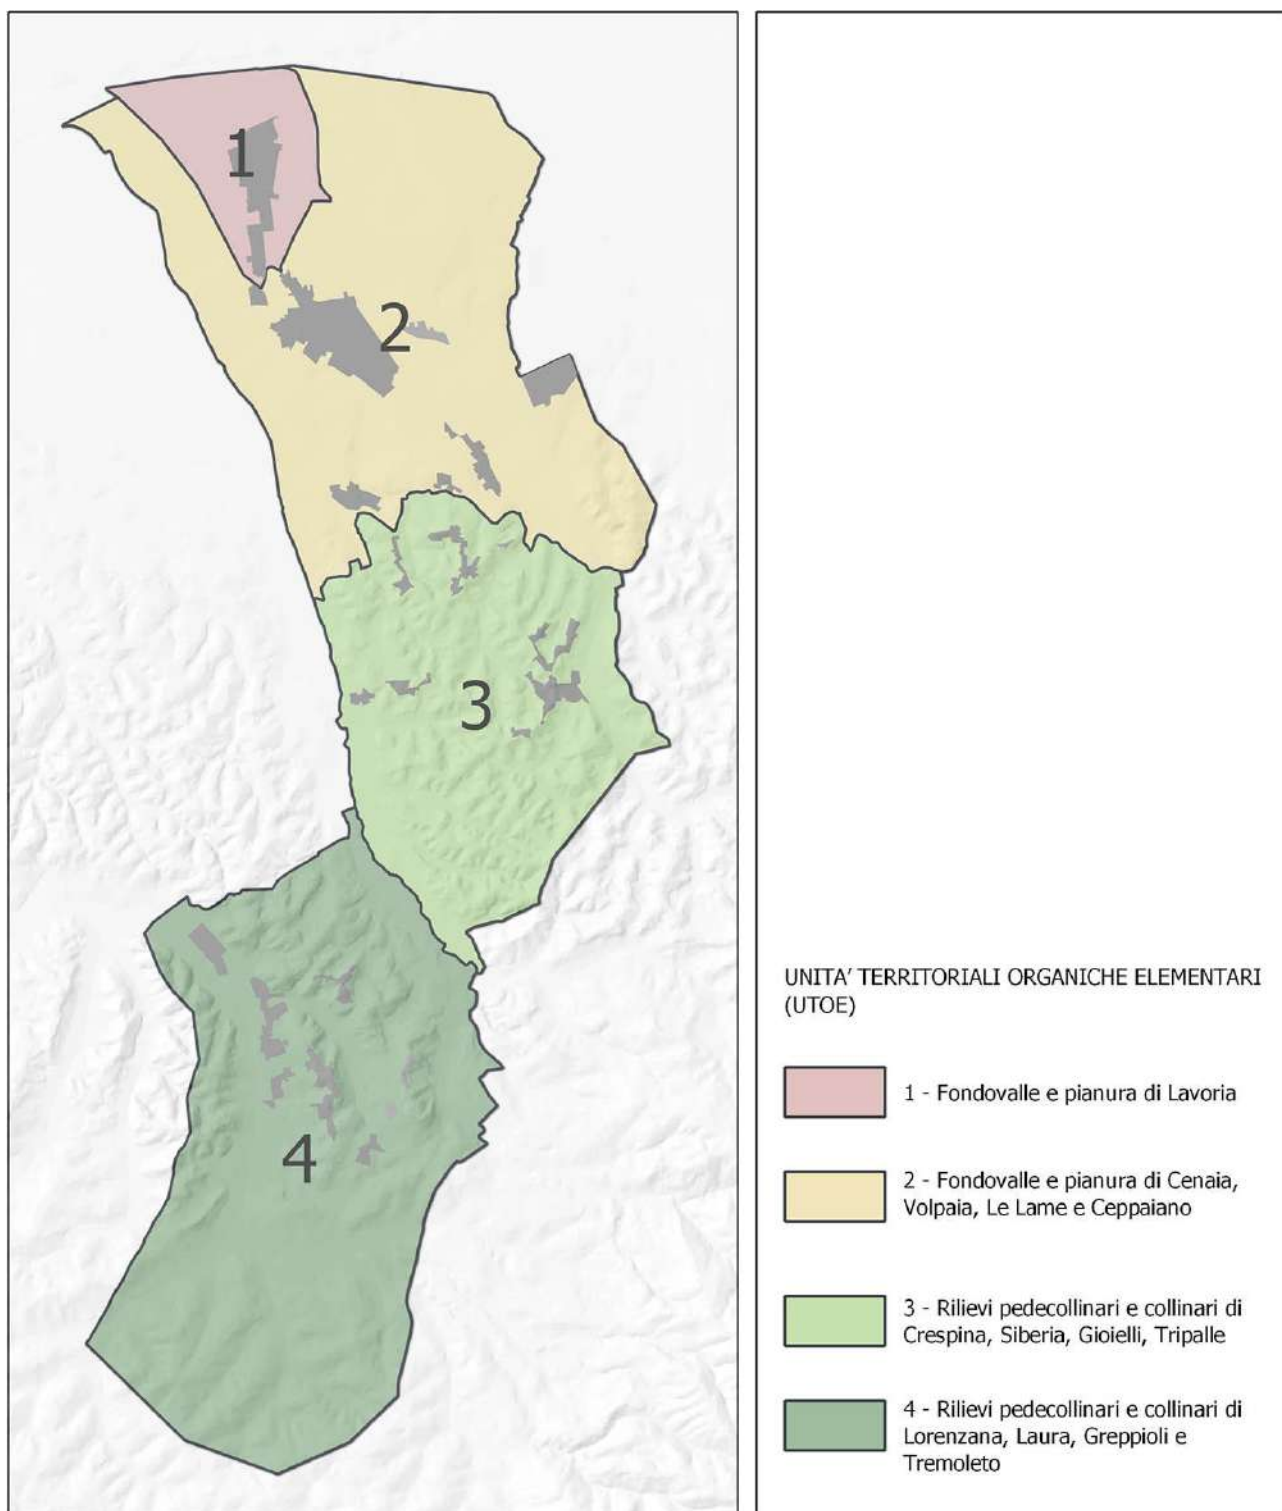 1
2
3
4
UNITA' TERRITORIALI ORGANICHE ELEMENTARI
(UTOE)
1 - Fondovalle e pianura di Lavoria
2 - Fondovalle e pianura di Cenaia,
Volpaia, Le Lame e Ceppaiano
3 - Rilievi pedecollinari e collinari di
Crespina, Siberia, Gioielli, Tripalle
4 - Rilievi pedecollinari e collinari di
Lorenzana, Laura, Greppioli e
Tremoleto